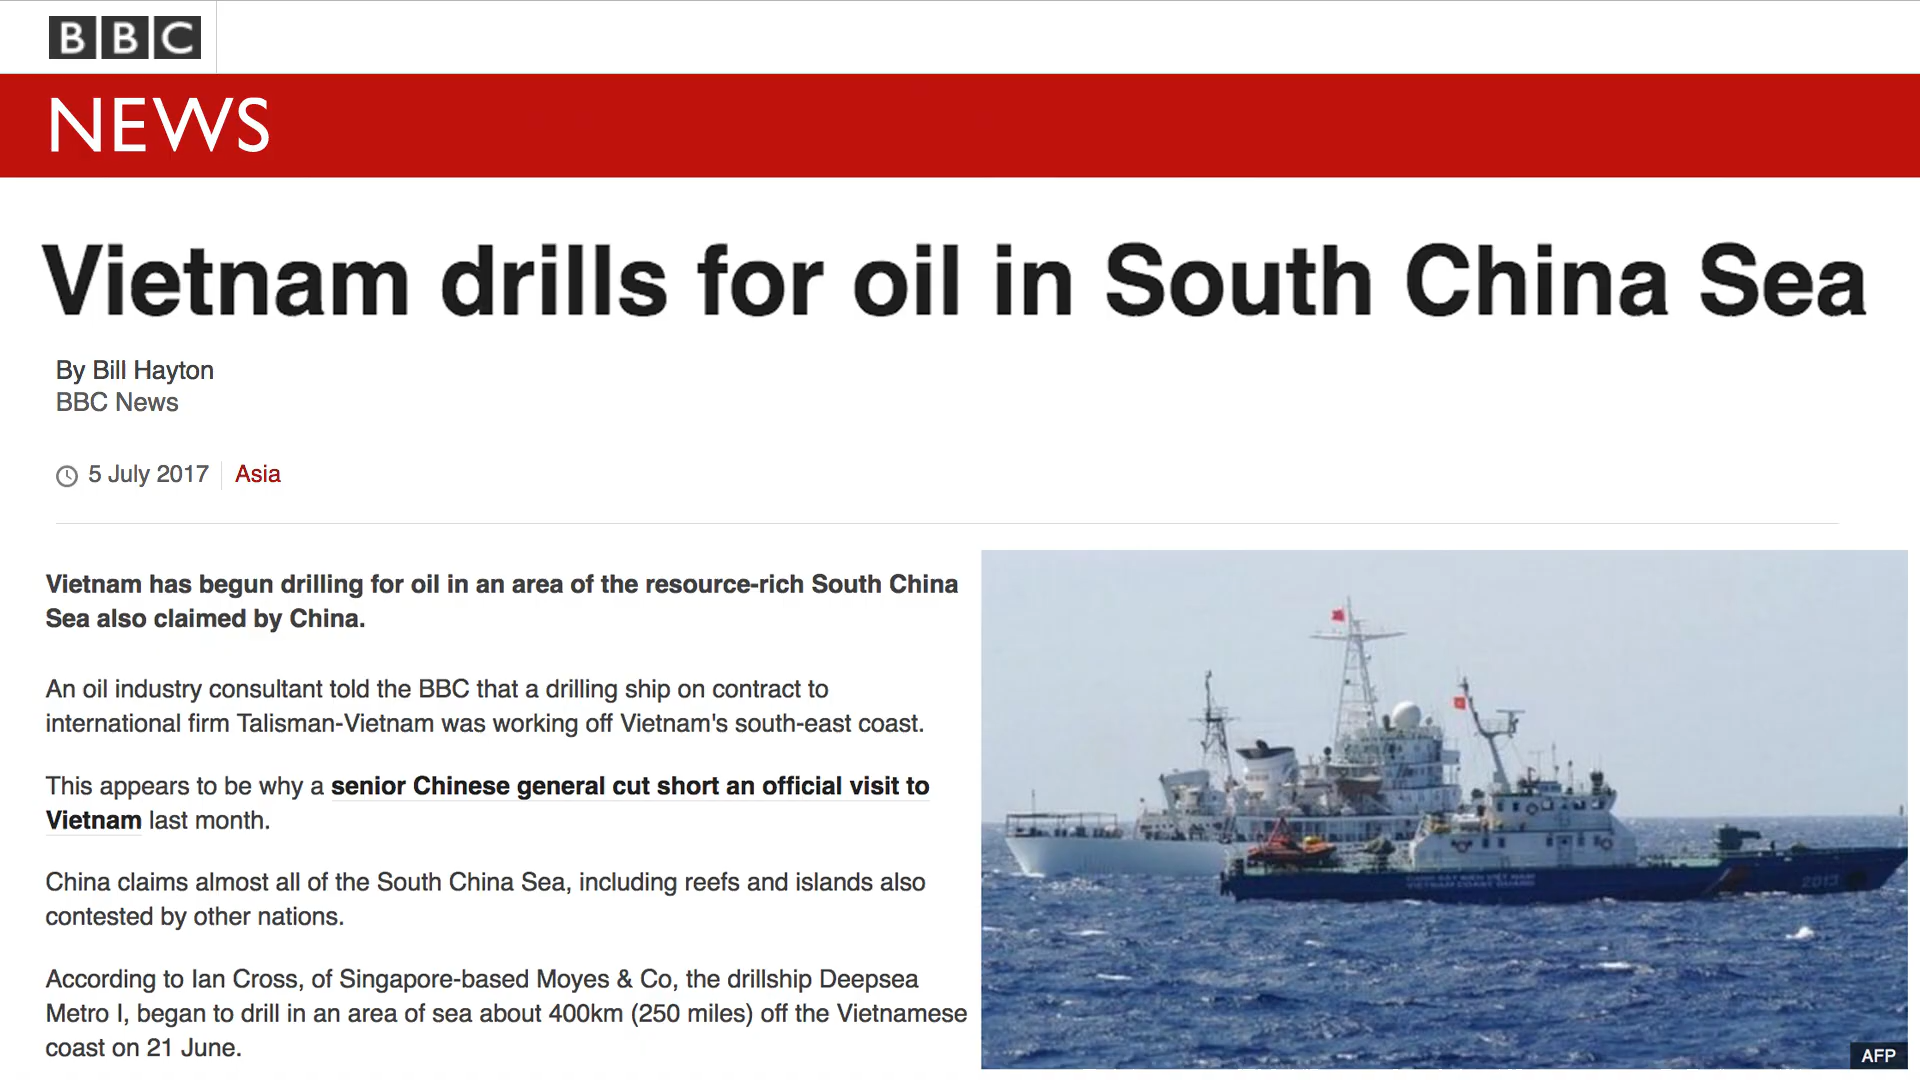 BBC
NEWS
Vietnam drills for oil in South China Sea
By Bill Hayton
BBC News
5 July 2017 Asia
Vietnam has begun drilling for oil in an area of the resource-rich South China
Sea also claimed by China.
An oil industry consultant told the BBC that a drilling ship on contract to
international firm Talisman-Vietnam was working off Vietnam's south-east coast.
This appears to be why a senior Chinese general cut short an official visit to
Vietnam last month.
China claims almost all of the South China Sea, including reefs and islands also
contested by other nations.
According to Ian Cross, of Singapore-based Moyes & Co, the drillship Deepsea
Metro I, began to drill in an area of sea about 400km (250 miles) off the Vietnamese
coast on 21 June.
VIETNAM COAST GUARD
2013
AFP